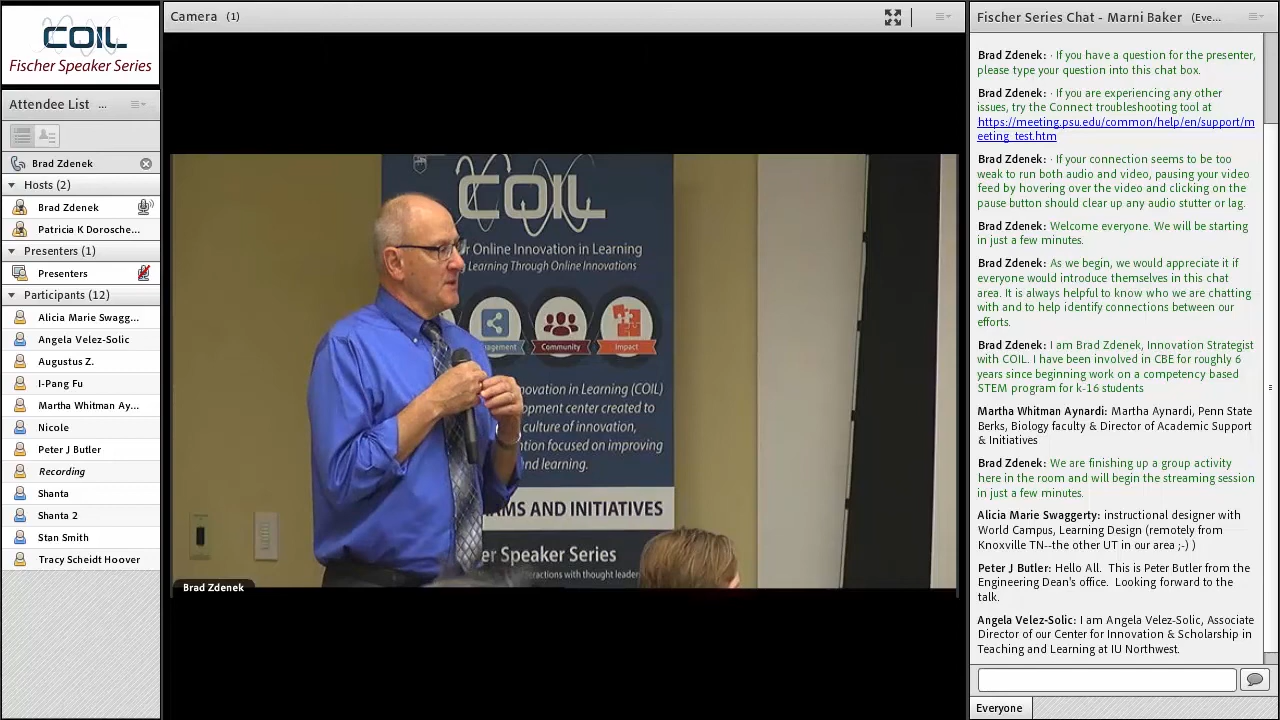 COIL
Fischer Speaker Series
Attendee List ...
Brad Zdenek
Hosts (2)
Brad Zdenek
Patricia K Dorosche...
Presenters (1)
Presenters
Participants (12)
Alicia Marie Swagg...
Angela Velez-Solic
Augustus Z.
I-Pang Fu
Martha Whitman Ay...
Nicole
Peter J Butler
Recording
Shanta
Shanta 2
Stan Smith
Tracy Scheidt Hoover
Camera (1)
COIL
r Online Innovation in Learning
g Learning Through Online Innovations
agement Community Impact
ovation in Learning (COIL)
opment center created to
culture of innovation,
ntion focused on improving
and learning.
AMS AND INITIATIVES
er Speaker Series
eractions with thought leader
Brad Zdenek
Fischer Series Chat - Marni Baker (Eve...
Brad Zdenek: · If you have a question for the presenter,
please type your question into this chat box.
Brad Zdenek: · If you are experiencing any other
issues, try the Connect troubleshooting tool at
https://meeting.psu.edu/common/help/en/support/m
eeting_test.htm
Brad Zdenek: · If your connection seems to be too
weak to run both audio and video, pausing your video
feed by hovering over the video and clicking on the
pause button should clear up any audio stutter or lag.
Brad Zdenek: Welcome everyone. We will be starting
in just a few minutes.
Brad Zdenek: As we begin, we would appreciate it if
everyone would introduce themselves in this chat
area. It is always helpful to know who we are chatting
with and to help identify connections between our
efforts.
Brad Zdenek: I am Brad Zdenek, Innovation Strategist
with COIL. I have been involved in CBE for roughly 6
years since beginning work on a competency based
STEM program for k-16 students
Martha Whitman Aynardi: Martha Aynardi, Penn State
Berks, Biology faculty & Director of Academic Support
& Initiatives
Brad Zdenek: We are finishing up a group activity
here in the room and will begin the streaming session
in just a few minutes.
Alicia Marie Swaggerty: instructional designer with
World Campus, Learning Design (remotely from
Knoxville TN--the other UT in our area ;-) )
Peter J Butler: Hello All. This is Peter Butler from the
Engineering Dean's office. Looking forward to the
talk.
Angela Velez-Solic: I am Angela Velez-Solic, Associate
Director of our Center for Innovation & Scholarship in
Teaching and Learning at IU Northwest.
Everyone